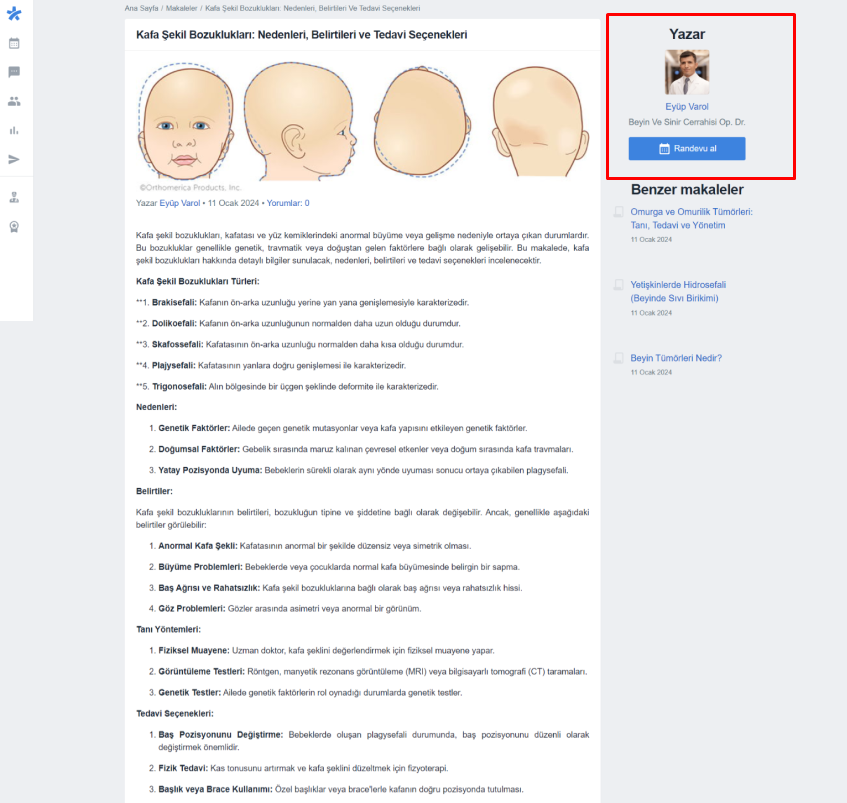 Ana Sayfa / Makaleler / Kafa Şekil Bozuklukları: Nedenleri, Belirtileri Ve Tedavi Seçenekleri
Kafa Şekil Bozuklukları: Nedenleri, Belirtileri ve Tedavi Seçenekleri
©Orthomerica Products, Inc.
Yazar Eyüp Varol • 11 Ocak 2024 • Yorumlar: 0
Kafa şekil bozuklukları, kafatası ve yüz kemiklerindeki anormal büyüme veya gelişme nedeniyle ortaya çıkan durumlardır.
Bu bozukluklar genellikle genetik, travmatik veya doğuştan gelen faktörlere bağlı olarak gelişebilir. Bu makalede, kafa
şekil bozuklukları hakkında detaylı bilgiler sunulacak, nedenleri, belirtileri ve tedavi seçenekleri incelenecektir.
Kafa Şekil Bozuklukları Türleri:
**1. Brakisefali: Kafanın ön-arka uzunluğu yerine yan yana genişlemesiyle karakterizedir.
**2. Dolikoefali: Kafanın ön-arka uzunluğunun normalden daha uzun olduğu durumdur.
**3. Skafossefali: Kafatasının ön-arka uzunluğu normalden daha kısa olduğu durumdur.
**4. Plajysefali: Kafatasının yanlara doğru genişlemesi ile karakterizedir.
**5. Trigonosefali: Alın bölgesinde bir üçgen şeklinde deformite ile karakterizedir.
Nedenleri:
1. Genetik Faktörler: Ailede geçen genetik mutasyonlar veya kafa yapısını etkileyen genetik faktörler.
2. Doğumsal Faktörler: Gebelik sırasında maruz kalınan çevresel etkenler veya doğum sırasında kafa travmaları.
3. Yatay Pozisyonda Uyuma: Bebeklerin sürekli olarak aynı yönde uyuması sonucu ortaya çıkabilen plagysefali.
Belirtiler:
Kafa şekil bozukluklarının belirtileri, bozukluğun tipine ve şiddetine bağlı olarak değişebilir. Ancak, genellikle aşağıdaki
belirtiler görülebilir:
1. Anormal Kafa Şekli: Kafatasının anormal bir şekilde düzensiz veya simetrik olması.
2. Büyüme Problemleri: Bebeklerde veya çocuklarda normal kafa büyümesinde belirgin bir sapma.
3. Baş Ağrısı ve Rahatsızlık: Kafa şekil bozukluklarına bağlı olarak baş ağrısı veya rahatsızlık hissi.
4. Göz Problemleri: Gözler arasında asimetri veya anormal bir görünüm.
Tanı Yöntemleri:
1. Fiziksel Muayene: Uzman doktor, kafa şeklini değerlendirmek için fiziksel muayene yapar.
2. Görüntüleme Testleri: Röntgen, manyetik rezonans görüntüleme (MRI) veya bilgisayarlı tomografi (CT) taramaları.
3. Genetik Testler: Ailede genetik faktörlerin rol oynadığı durumlarda genetik testler.
Tedavi Seçenekleri:
1. Baş Pozisyonunu Değiştirme: Bebeklerde oluşan plagysefali durumunda, baş pozisyonunu düzenli olarak
değiştirmek önemlidir.
2. Fizik Tedavi: Kas tonusunu artırmak ve kafa şeklini düzeltmek için fizyoterapi.
3. Başlık veya Brace Kullanımı: Özel başlıklar veya brace'lerle kafanın doğru pozisyonda tutulması.
Yazar
Eyüp Varol
Beyin Ve Sinir Cerrahisi Op. Dr.
Randevu al
Benzer makaleler
Omurga ve Omurilik Tümörleri:
Tanı, Tedavi ve Yönetim
11 Ocak 2024
Yetişkinlerde Hidrosefali
(Beyinde Sıvı Birikimi)
11 Ocak 2024
Beyin Tümörleri Nedir?
11 Ocak 2024